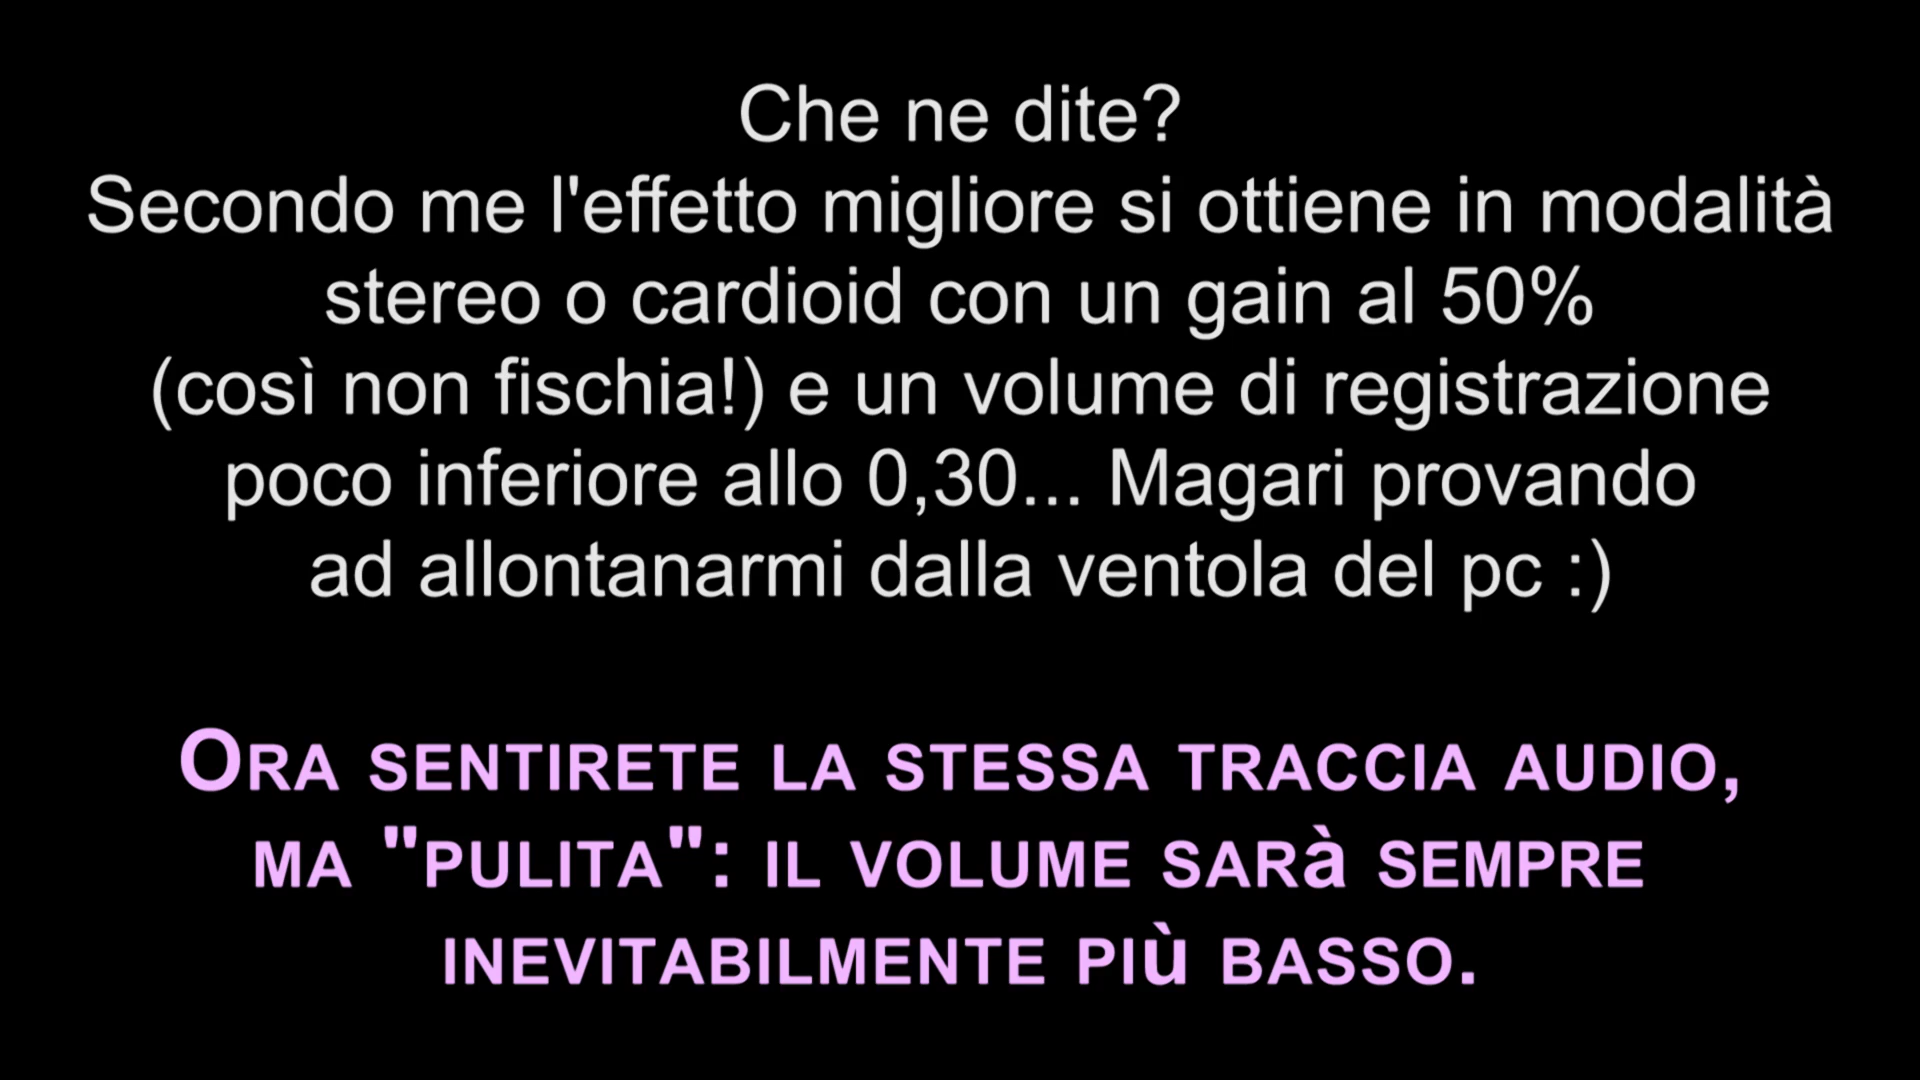 Che ne dite?
Secondo me l'effetto migliore si ottiene in modalità
stereo o cardioid con un gain al 50%
(così non fischia!) e un volume di registrazione
poco inferiore allo 0,30... Magari provando
ad allontanarmi dalla ventola del pc :)
ORA SENTIRETE LA STESSA TRACCIA AUDIO,
MA "PULITA": IL VOLUME SARà SEMPRE
INEVITABILMENTE PIù BASSO.